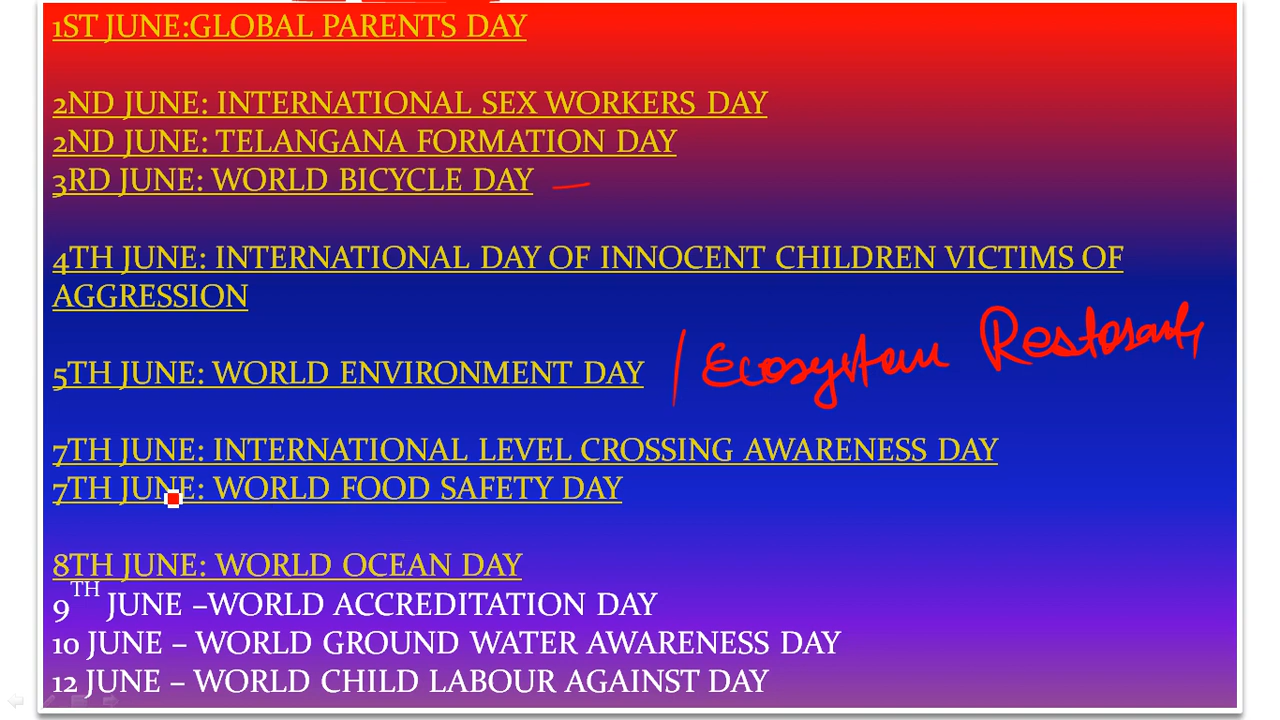 1ST JUNE:GLOBAL PARENTS DAY
2ND JUNE: INTERNATIONAL SEX WORKERS DAY
2ND JUNE: TELANGANA FORMATION DAY
3RD JUNE: WORLD BICYCLE DAY
4TH JUNE: INTERNATIONAL DAY OF INNOCENT CHILDREN VICTIMS OF
AGGRESSION
5TH JUNE: WORLD ENVIRONMENT DAY Ecosystem
7TH JUNE: INTERNATIONAL LEVEL CROSSING AWARENESS DAY
7TH JUNE: WORLD FOOD SAFETY DAY
8TH JUNE: WORLD OCEAN DAY
9TH JUNE –WORLD ACCREDITATION DAY
10 JUNE – WORLD GROUND WATER AWARENESS DAY
12 JUNE – WORLD CHILD LABOUR AGAINST DAY